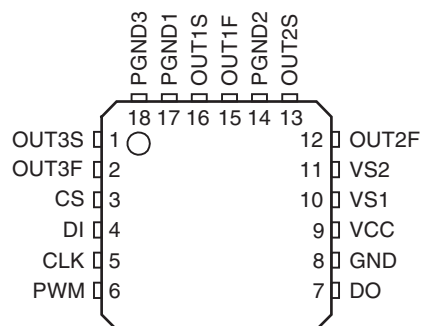 PGND3 PGND1 OUT1S OUT1F PGND2 OUT2S
18 17 16 15 14 13
OUT3S 1 12 OUT2F
OUT3F 2 11 VS2
CS 3 10 VS1
DI 4 9 VCC
CLK 5 8 GND
PWM 6 7 DO